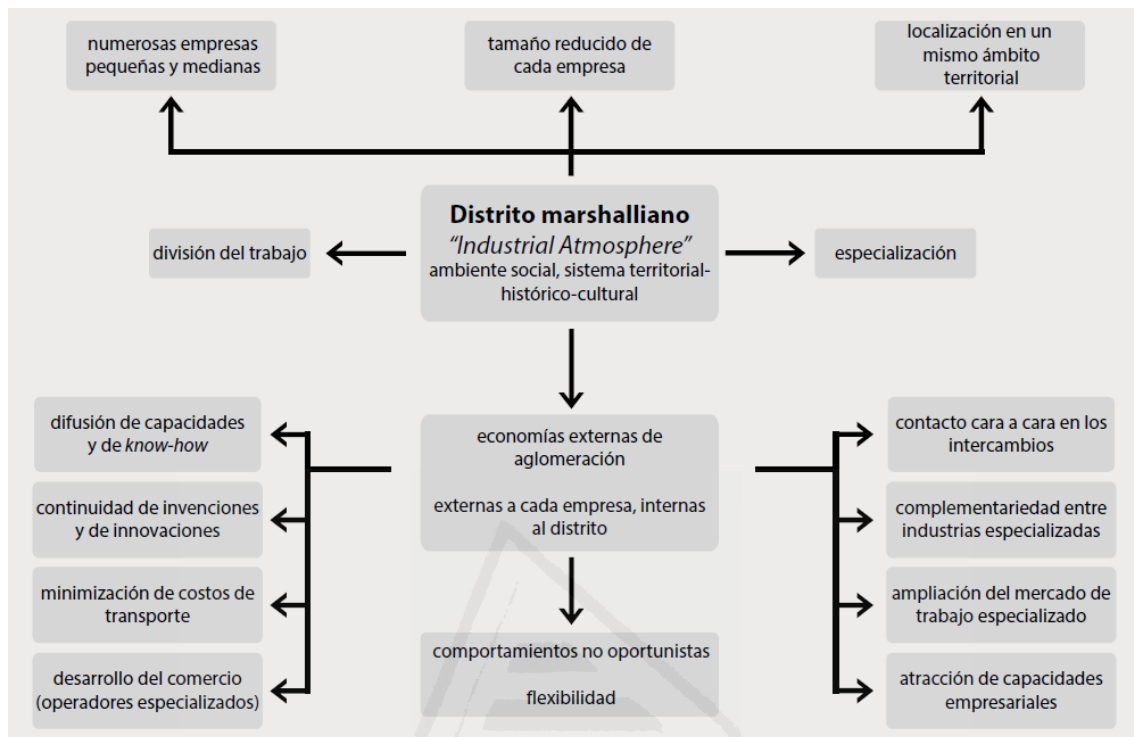 numerosas empresas
pequeñas y medianas
tamaño reducido de
cada empresa
localización en un
mismo ámbito
territorial
Distrito marshalliano
“Industrial Atmosphere”
ambiente social, sistema territorial-
histórico-cultural
división del trabajo
especialización
difusión de capacidades
y de know-how
continuidad de invenciones
y de innovaciones
minimización de costos de
transporte
desarrollo del comercio
(operadores especializados)
economías externas de
aglomeración
externas a cada empresa, internas
al distrito
comportamientos no oportunistas
flexibilidad
contacto cara a cara en los
intercambios
complementariedad entre
industrias especializadas
ampliación del mercado de
trabajo especializado
atracción de capacidades
empresariales